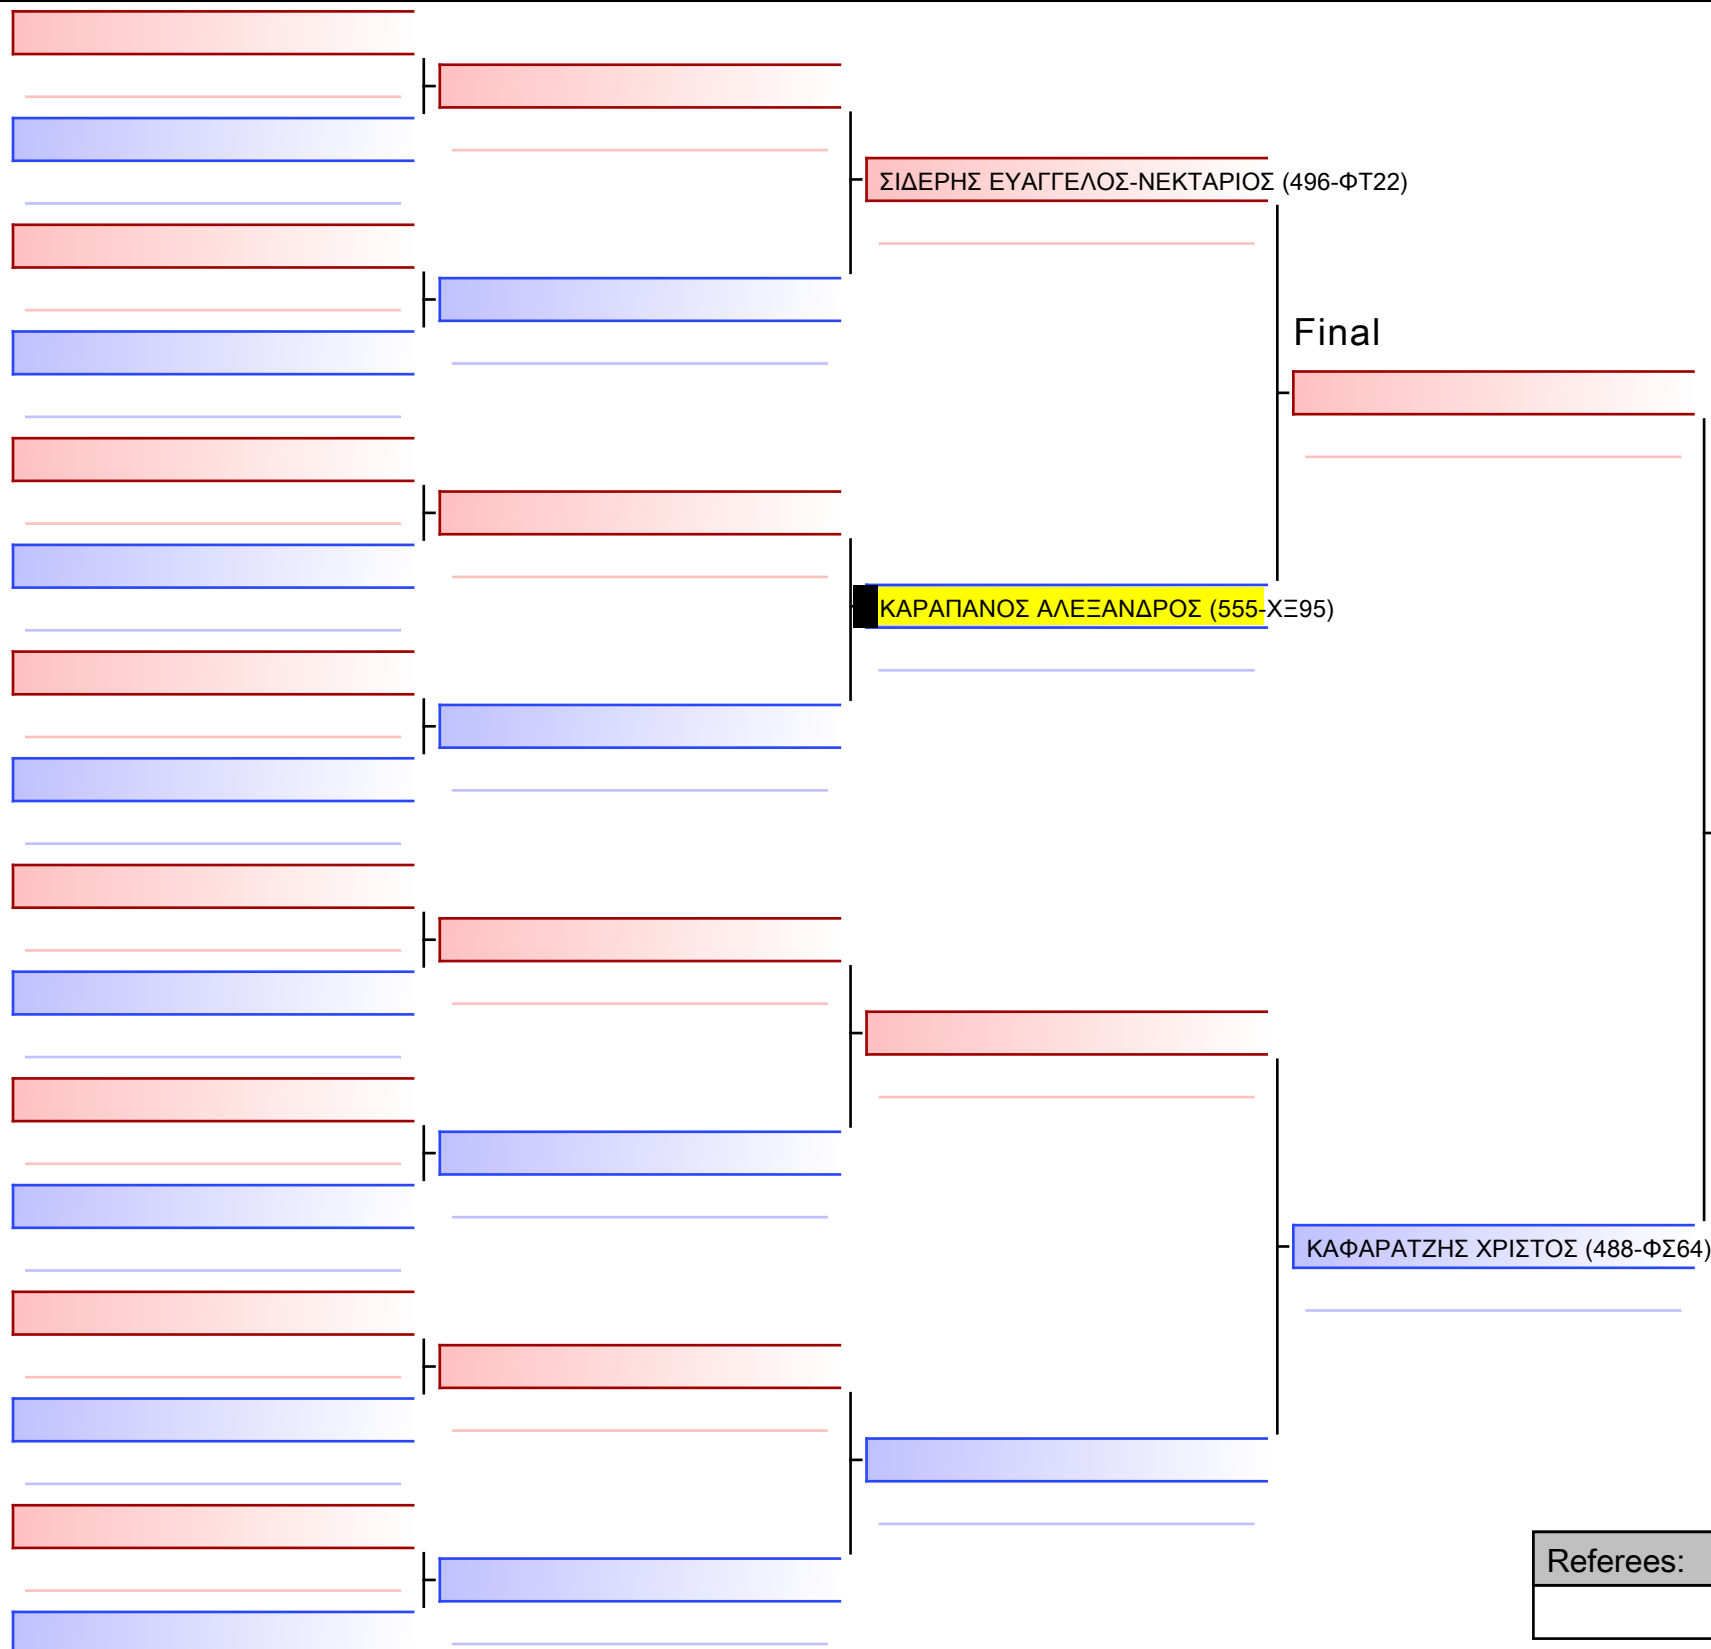 ΣΙΔΕΡΗΣ ΕΥΑΓΓΕΛΟΣ-ΝΕΚΤΑΡΙΟΣ (496-ΦΤ22)
Final
ΚΑΡΑΠΑΝΟΣ ΑΛΕΞΑΝΔΡΟΣ (555-ΧΞ95)
ΚΑΦΑΡΑΤΖΗΣ ΧΡΙΣΤΟΣ (488-ΦΣ64)
Referees: